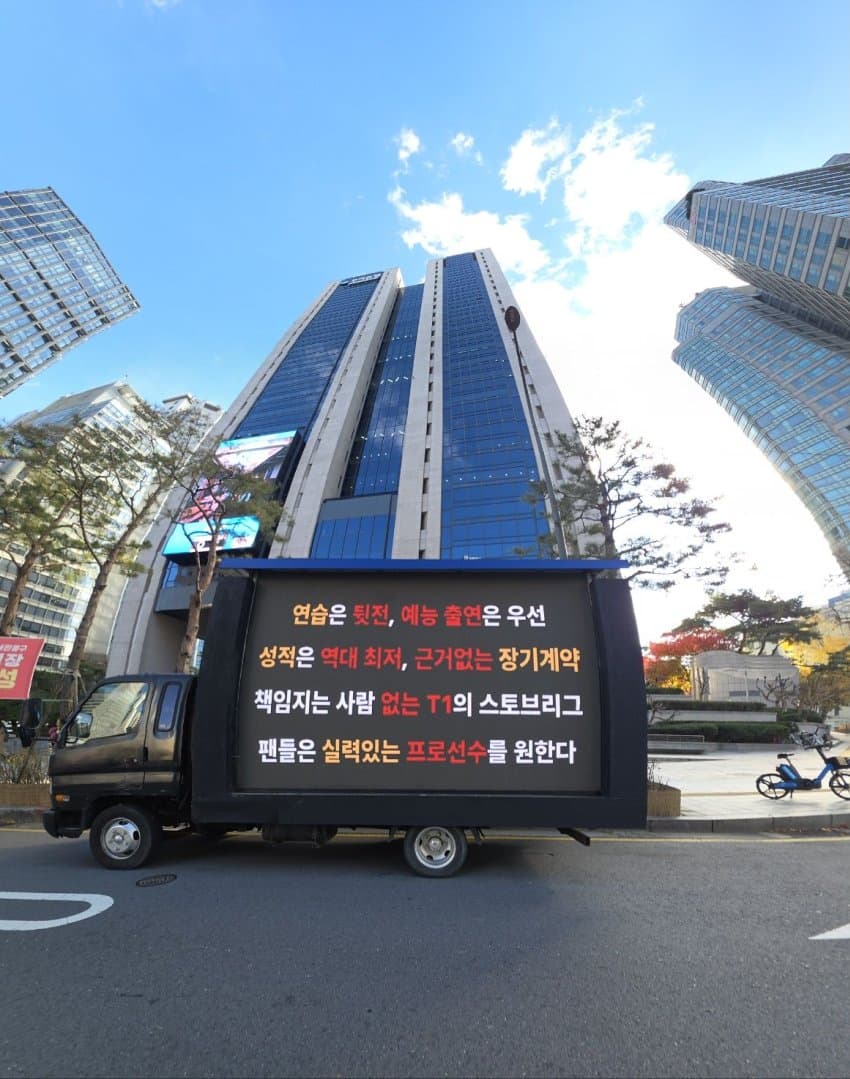 연습은 뒷전, 예능 출연은 우선
성적은 역대 최저, 근거없는 장기계약
책임지는 사람 없는 T1의 스토브리그
팬들은 실력있는 프로선수를 원한다